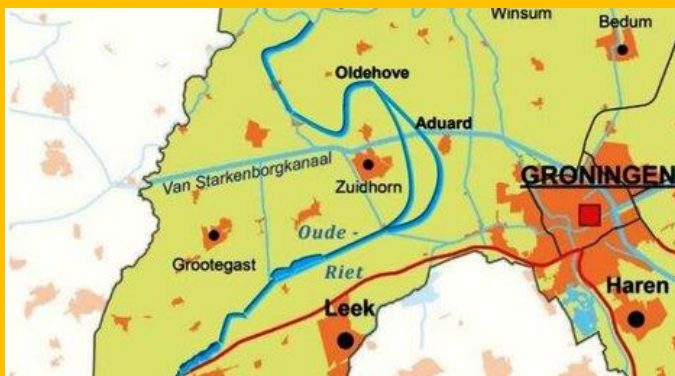 Winsum
Bedum
Oldehove
Aduard
Van Starkenborgkanaal
Zuidhorn
GRONINGEN
Oude -
Grootegast
Riet
Leek
Haren